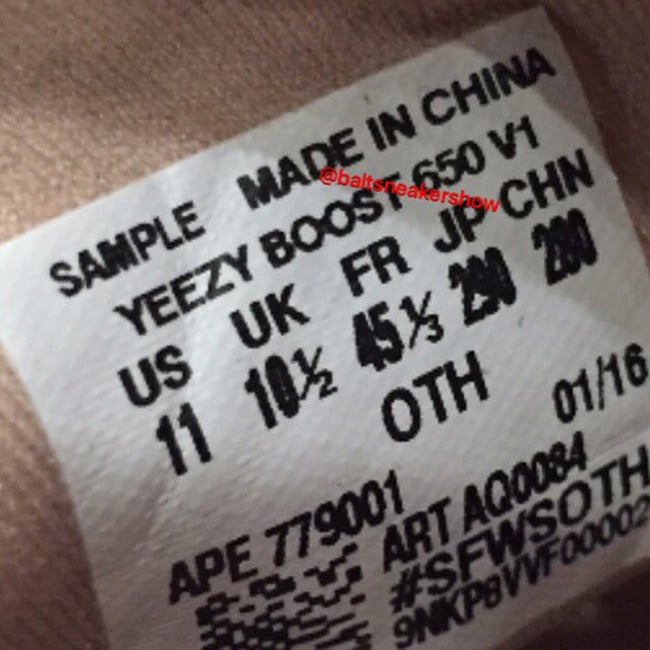 SAMPLE MADE IN CHINA
@baltsneakershow
YEEZY BOOST 650 V1
US UK FR JP CHN
11 10½ 45⅓ 290 280
OTH
01/16
APE 779001
ART AQ0084
#SFWSOTH
9NKP8VVF00002